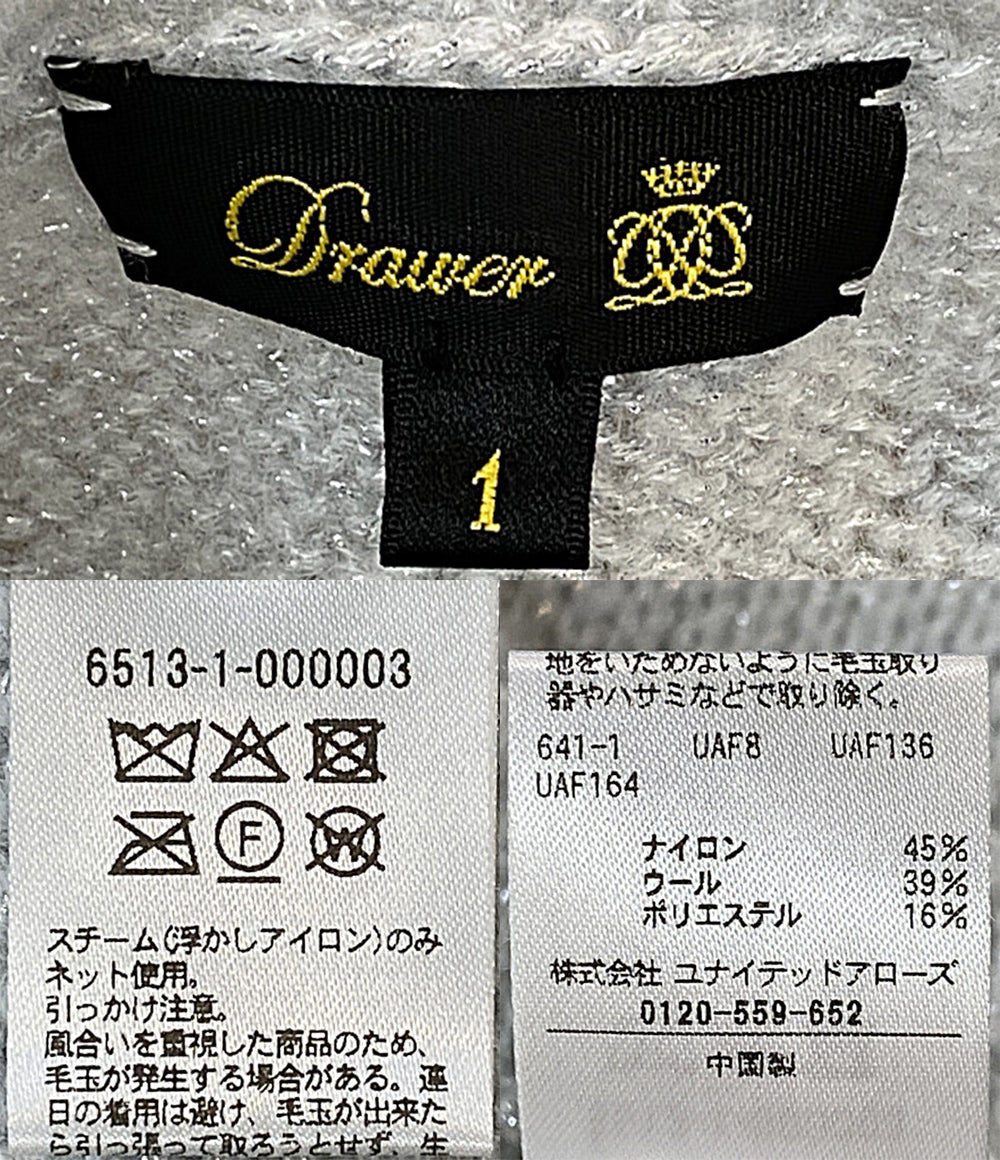 Drawer
1
6513-1-000003
F
W
スチーム(浮かしアイロン)のみ
ネット使用。
引っかけ注意。
風合いを重視した商品のため、
毛玉が発生する場合がある。連
日の着用は避け、毛玉が出来た
ら引っ張って取ろうとせず、生
地をいためないように毛玉取り
器やハサミなどで取り除く。
641-1 UAF8 UAF136
UAF164
ナイロン 45%
ウール 39%
ポリエステル 16%
株式会社 ユナイテッドアローズ
0120-559-652
中国製